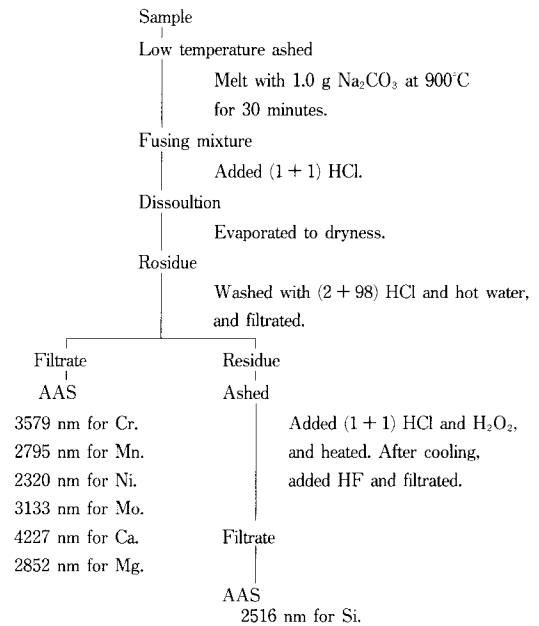 Sample
Low temperature ashed
Melt with 1.0 g Na₂CO₃ at 900°C
for 30 minutes.
Fusing mixture
Added (1+1) HCl.
Dissoultion
Evaporated to dryness.
Rosidue
Washed with (2+98) HCl and hot water,
and filtrated.
Filtrate
AAS
3579 nm for Cr.
2795 nm for Mn.
2320 nm for Ni.
3133 nm for Mo.
4227 nm for Ca.
2852 nm for Mg.
Residue
Ashed
Added (1+1) HCl and H₂O₂,
and heated. After cooling,
added HF and filtrated.
Filtrate
AAS
2516 nm for Si.